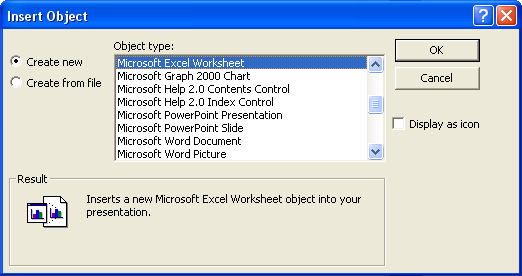 Insert Object
Object type:
Create new
Create from file
Microsoft Excel Worksheet
Microsoft Graph 2000 Chart
Microsoft Help 2.0 Contents Control
Microsoft Help 2.0 Index Control
Microsoft PowerPoint Presentation
Microsoft PowerPoint Slide
Microsoft Word Document
Microsoft Word Picture
OK
Cancel
Display as icon
Result
Inserts a new Microsoft Excel Worksheet object into your
presentation.